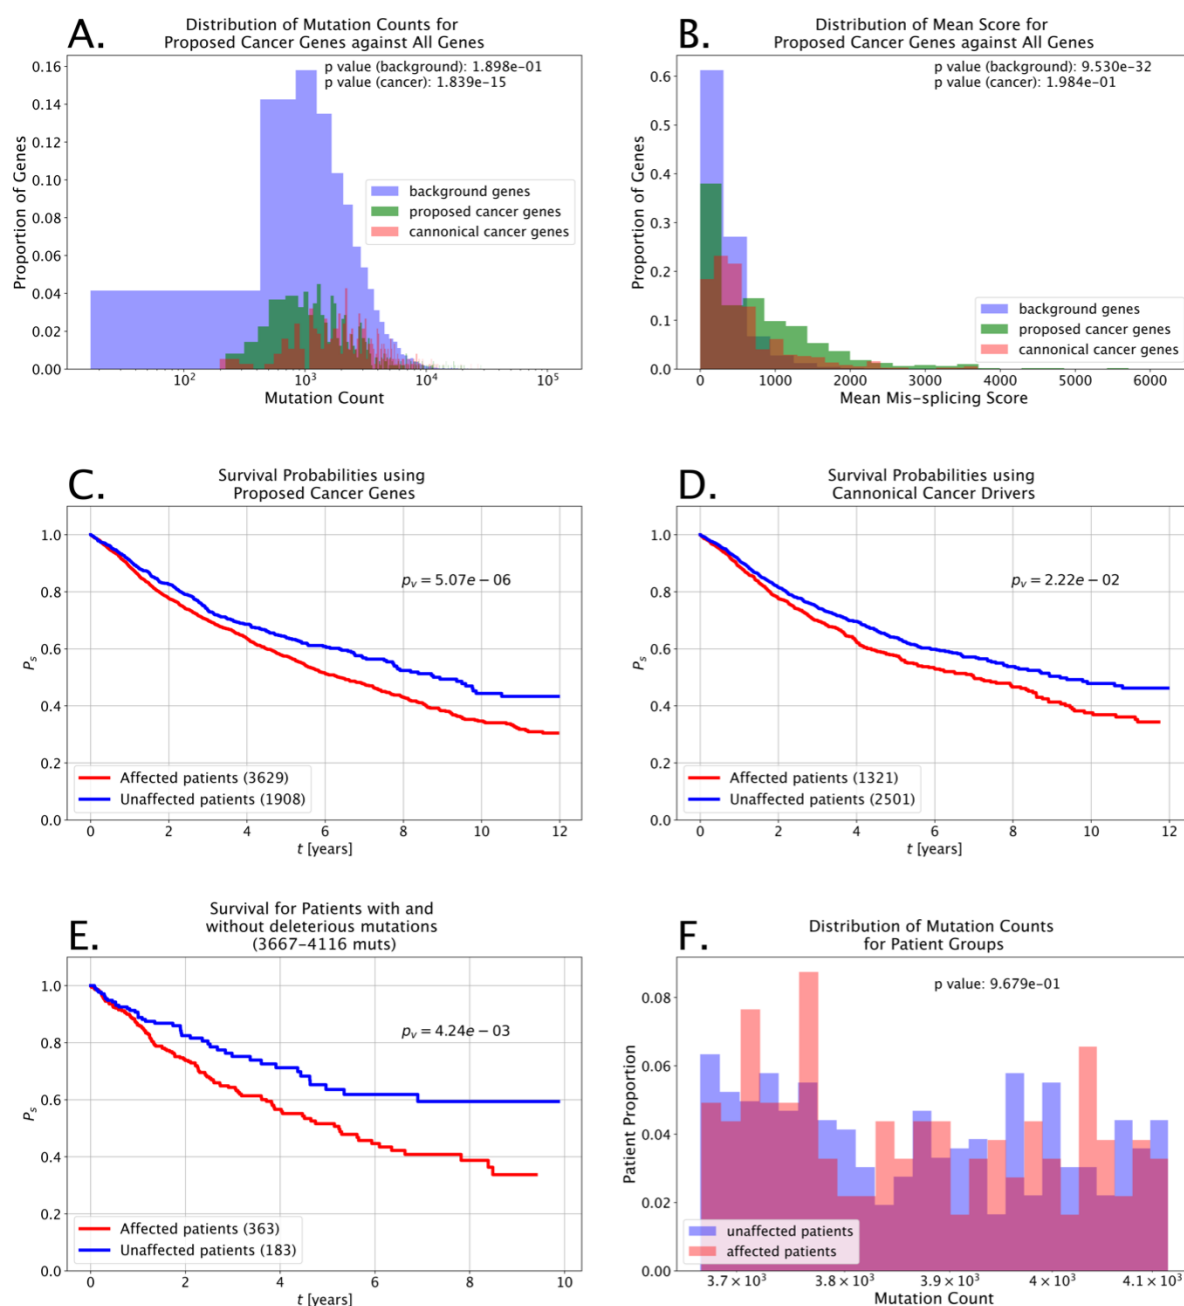 A.
Distribution of Mutation Counts for
Proposed Cancer Genes against All Genes
p value (background): 1.898e−01
p value (cancer): 1.839e−15
0.16
0.14
0.12
0.10
0.08
0.06
0.04
0.02
0.00
Proportion of Genes
background genes
proposed cancer genes
cannonical cancer genes
10² 10³ 10⁴ 10⁵
Mutation Count
B.
Distribution of Mean Score for
Proposed Cancer Genes against All Genes
p value (background): 9.530e−32
p value (cancer): 1.984e−01
0.6
0.5
0.4
0.3
0.2
0.1
0.0
Proportion of Genes
background genes
proposed cancer genes
cannonical cancer genes
0 1000 2000 3000 4000 5000 6000
Mean Mis-splicing Score
C.
Survival Probabilities using
Proposed Cancer Genes
1.0
0.8
0.6
0.4
0.2
0.0
Pₛ
pᵥ = 5.07e − 06
Affected patients (3629)
Unaffected patients (1908)
0 2 4 6 8 10 12
t [years]
D.
Survival Probabilities using
Cannonical Cancer Drivers
1.0
0.8
0.6
0.4
0.2
0.0
Pₛ
pᵥ = 2.22e − 02
Affected patients (1321)
Unaffected patients (2501)
0 2 4 6 8 10 12
t [years]
E.
Survival for Patients with and
without deleterious mutations
(3667−4116 muts)
1.0
0.8
0.6
0.4
0.2
0.0
Pₛ
pᵥ = 4.24e − 03
Affected patients (363)
Unaffected patients (183)
0 2 4 6 8 10
t [years]
F.
Distribution of Mutation Counts
for Patient Groups
p value: 9.679e−01
0.08
0.06
0.04
0.02
0.00
Patient Proportion
unaffected patients
affected patients
3.7 × 10³ 3.8 × 10³ 3.9 × 10³ 4 × 10³ 4.1 × 10³
Mutation Count